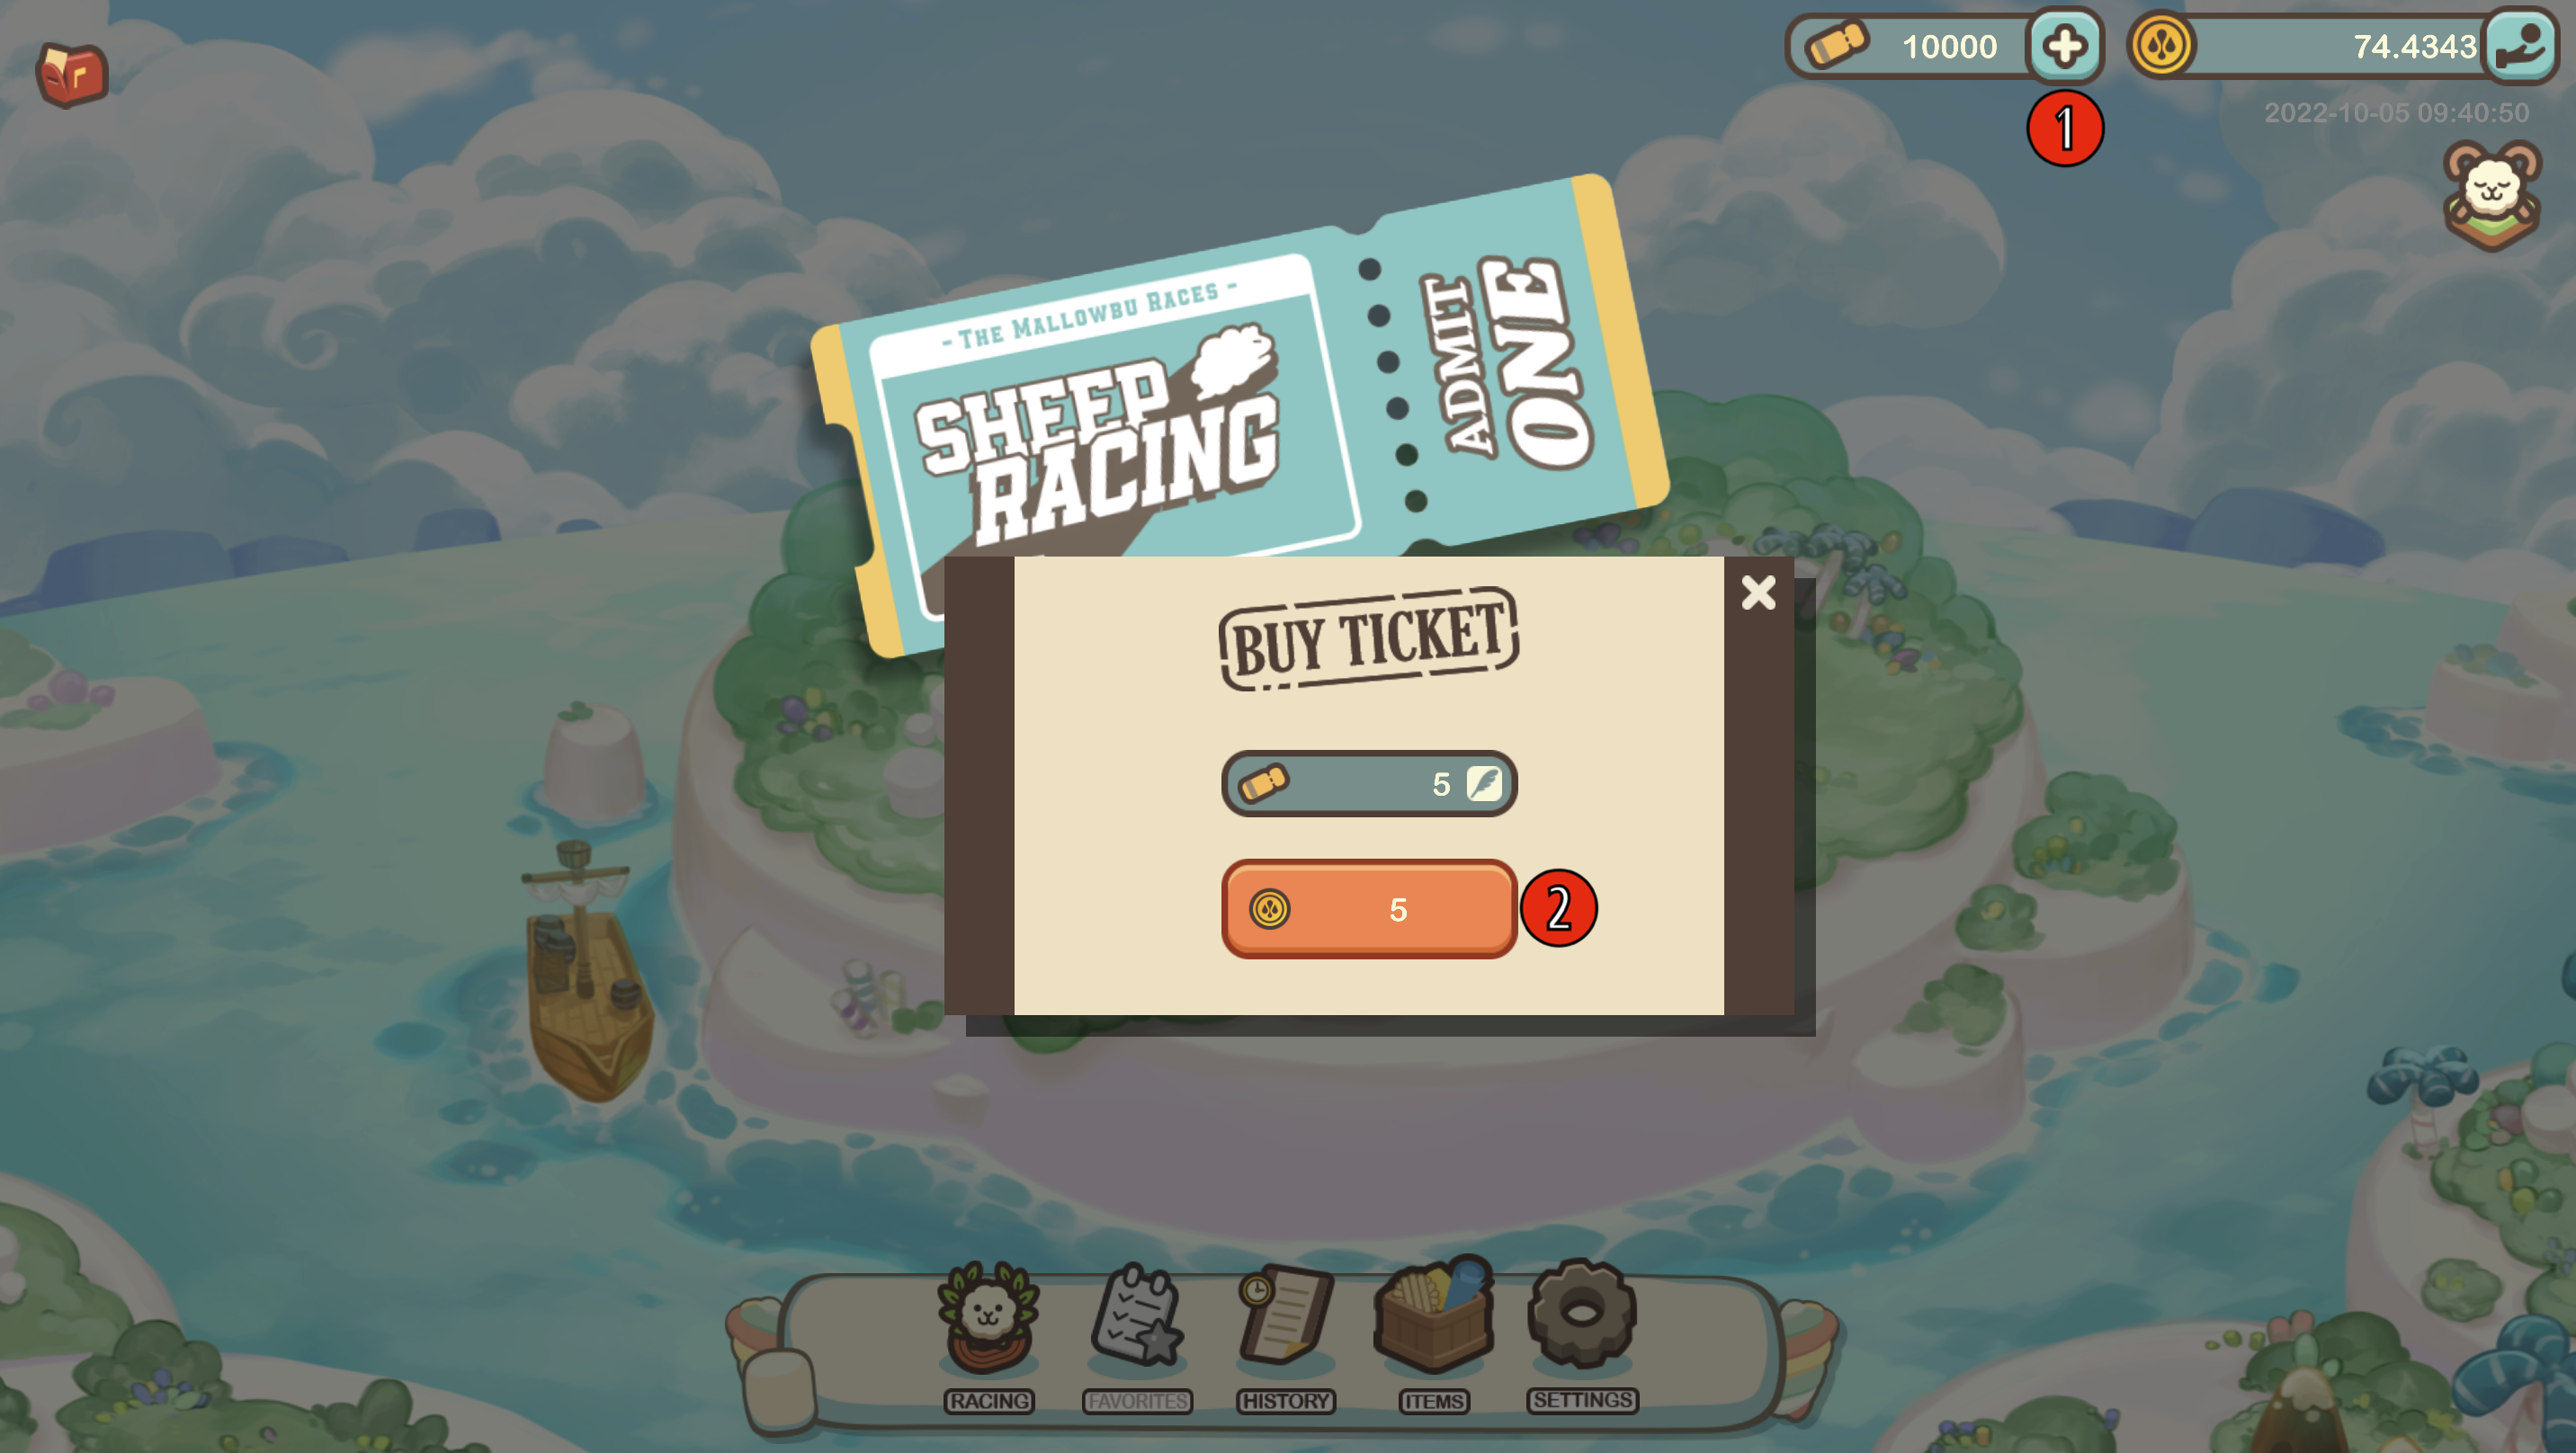 10000
74.4343
1
2022-10-05 09:40:50
- THE MALLOWBU RACES -
SHEEP
RACING
ADMIT
ONE
BUY TICKET
5
5
2
RACING
FAVORITES
HISTORY
ITEMS
SETTINGS